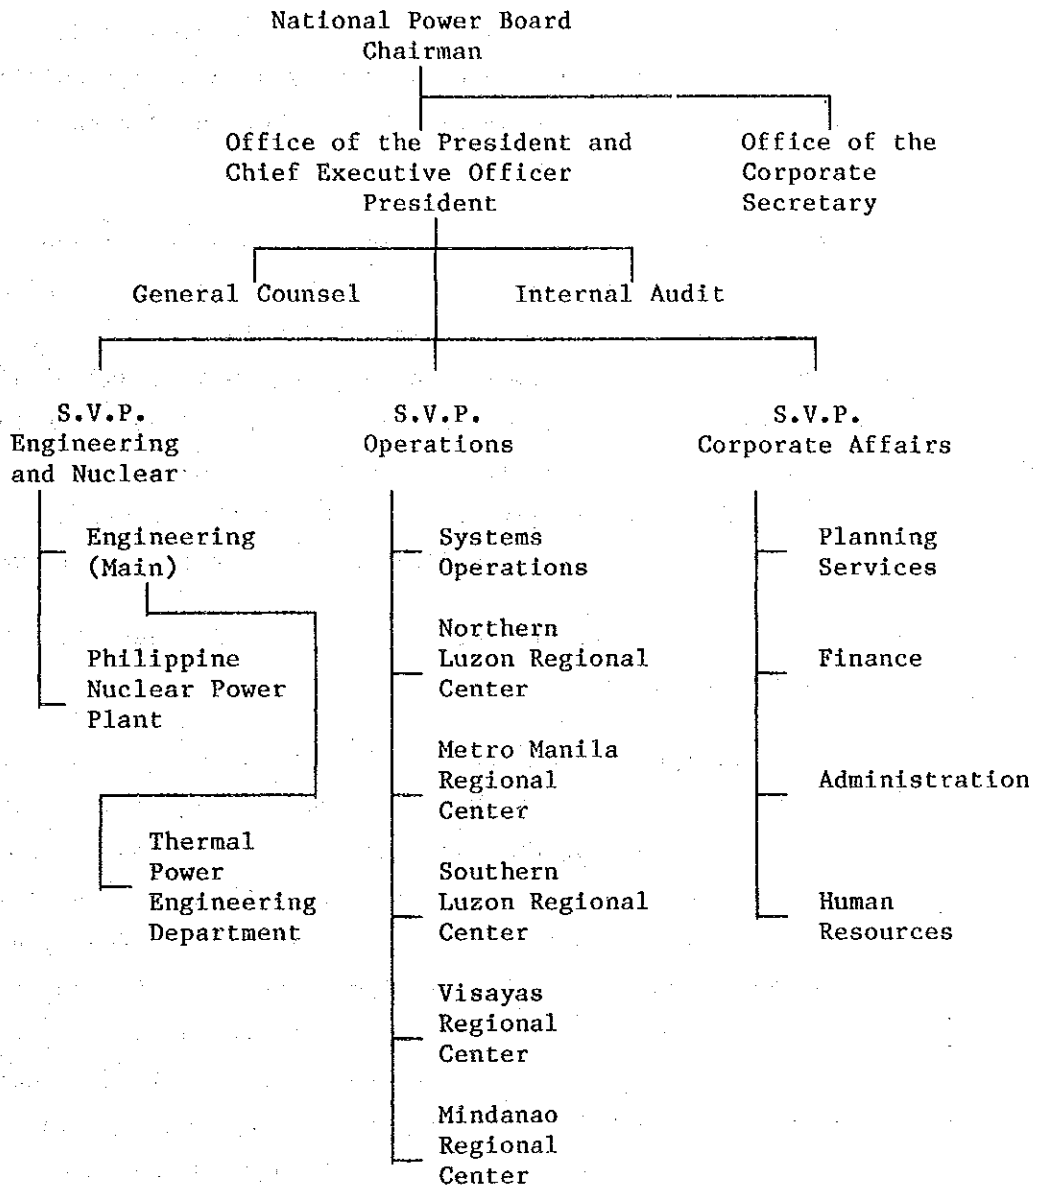 National Power Board
Chairman
Office of the President and
Chief Executive Officer
President
Office of the
Corporate
Secretary
General Counsel
Internal Audit
S.V.P.
Engineering
and Nuclear
Engineering
(Main)
Philippine
Nuclear Power
Plant
Thermal
Power
Engineering
Department
S.V.P.
Operations
Systems
Operations
Northern
Luzon Regional
Center
Metro Manila
Regional
Center
Southern
Luzon Regional
Center
Visayas
Regional
Center
Mindanao
Regional
Center
S.V.P.
Corporate Affairs
Planning
Services
Finance
Administration
Human
Resources